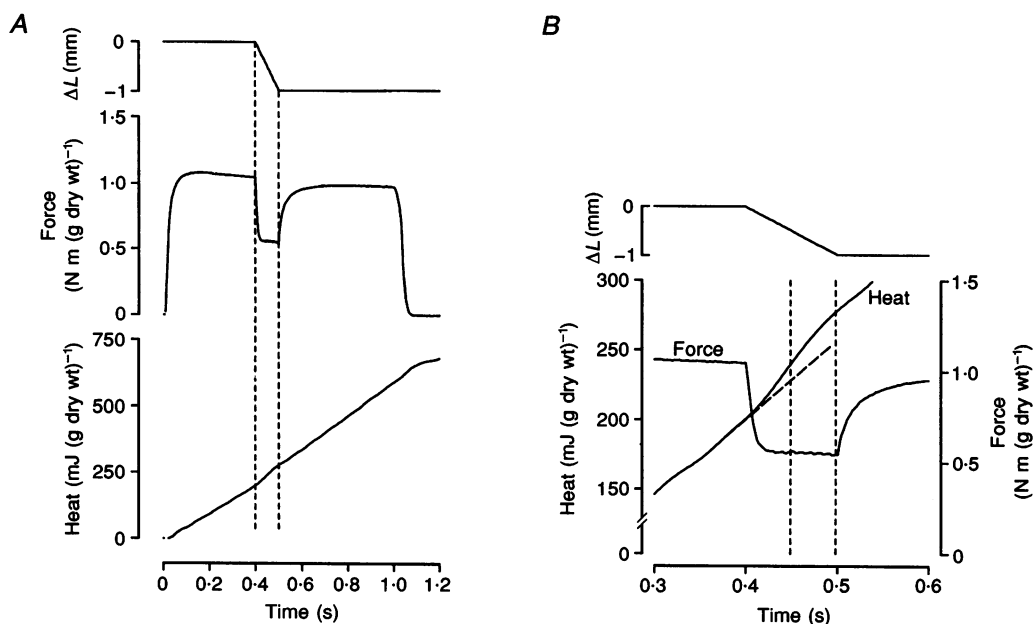 A
ΔL (mm)
0
−1
Force
(N m (g dry wt)⁻¹)
1·5
1·0
0·5
0
Heat (mJ (g dry wt)⁻¹)
750
500
250
0
0 0·2 0·4 0·6 0·8 1·0 1·2
Time (s)
B
ΔL (mm)
0
−1
Heat (mJ (g dry wt)⁻¹)
300
250
200
150
0
Force
Heat
1·5
1·0
0·5
0
Force
(N m (g dry wt)⁻¹)
0·3 0·4 0·5 0·6
Time (s)